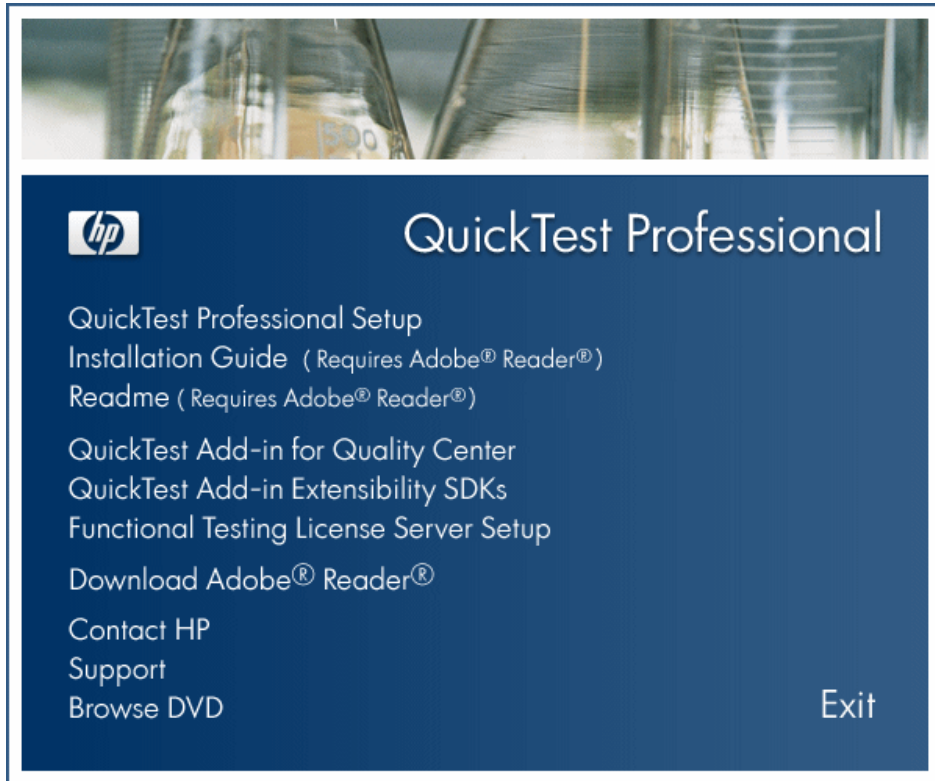 1500
hp
QuickTest Professional
QuickTest Professional Setup
Installation Guide ( Requires Adobe® Reader® )
Readme ( Requires Adobe® Reader® )
QuickTest Add-in for Quality Center
QuickTest Add-in Extensibility SDKs
Functional Testing License Server Setup
Download Adobe® Reader®
Contact HP
Support
Browse DVD
Exit